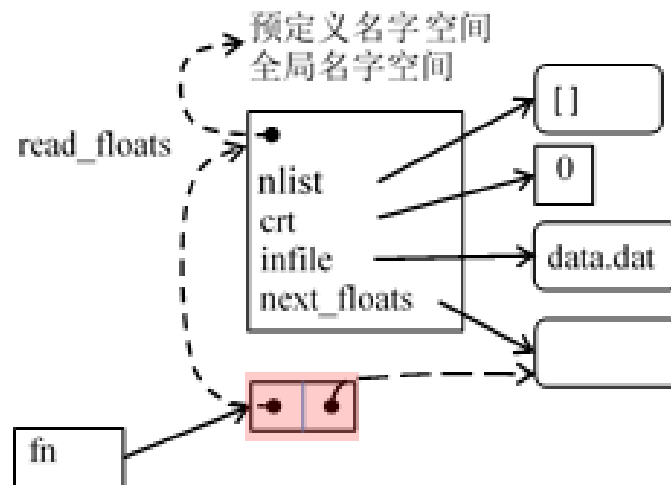 预定义名字空间
全局名字空间
read_floats
[ ]
nlist
0
crt
infile
data.dat
next_floats
fn